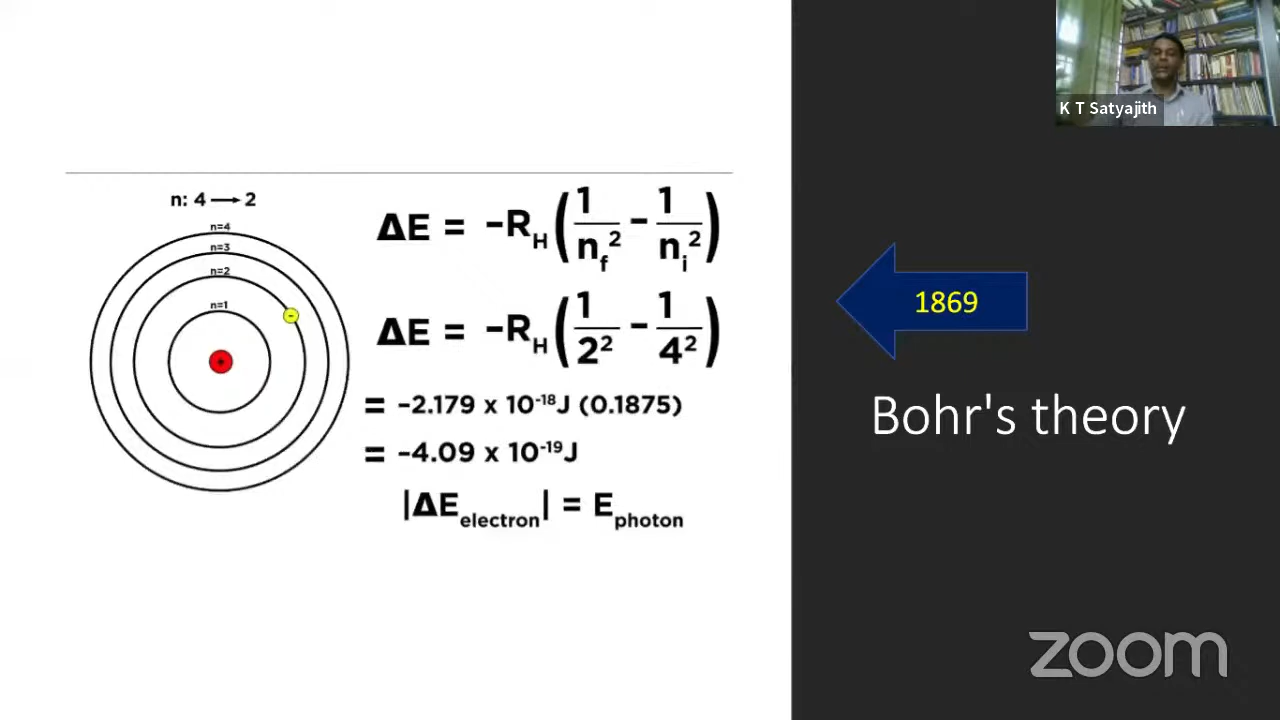 K T Satyajith
n: 4 → 2
n=4
n=3
n=2
n=1
-
+
ΔE = -R_H (1/n_f² - 1/n_i²)
ΔE = -R_H (1/2² - 1/4²)
= -2.179 x 10⁻¹⁸J (0.1875)
= -4.09 x 10⁻¹⁹J
|ΔE_electron| = E_photon
1869
Bohr's theory
zoom